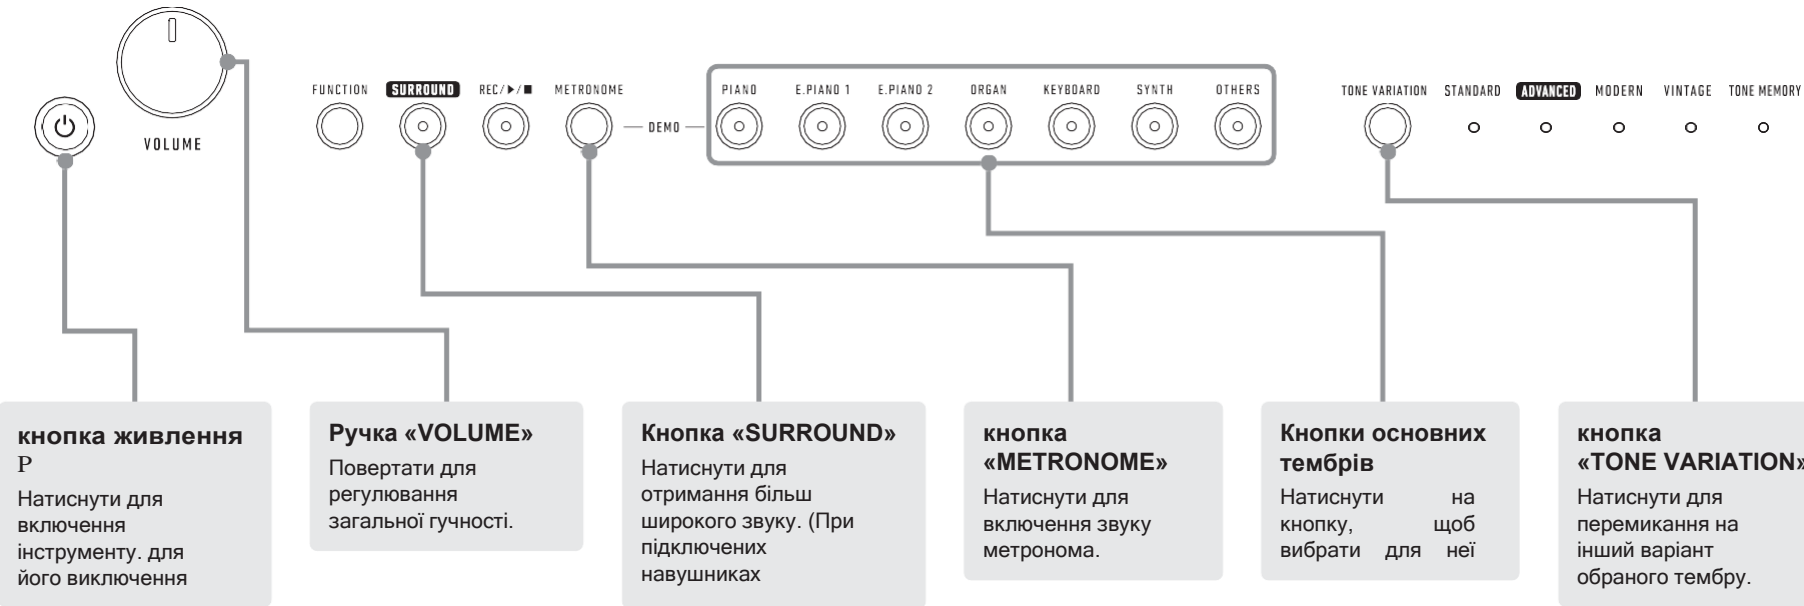 VOLUME
FUNCTION SURROUND REC/▶/■ METRONOME
DEMO
PIANO E.PIANO 1 E.PIANO 2 ORGAN KEYBOARD SYNTH OTHERS
TONE VARIATION STANDARD ADVANCED MODERN VINTAGE TONE MEMORY
кнопка живлення
P
Натиснути для
включення
інструменту. для
його виключення
Ручка «VOLUME»
Повертати для
регулювання
загальної гучності.
Кнопка «SURROUND»
Натиснути для
отримання більш
широкого звуку. (При
підключених
навушниках
кнопка
«METRONOME»
Натиснути для
включення звуку
метронома.
Кнопки основних
тембрів
Натиснути на
кнопку, щоб
вибрати для неї
кнопка
«TONE VARIATION»
Натиснути для
перемикання на
інший варіант
обраного тембру.